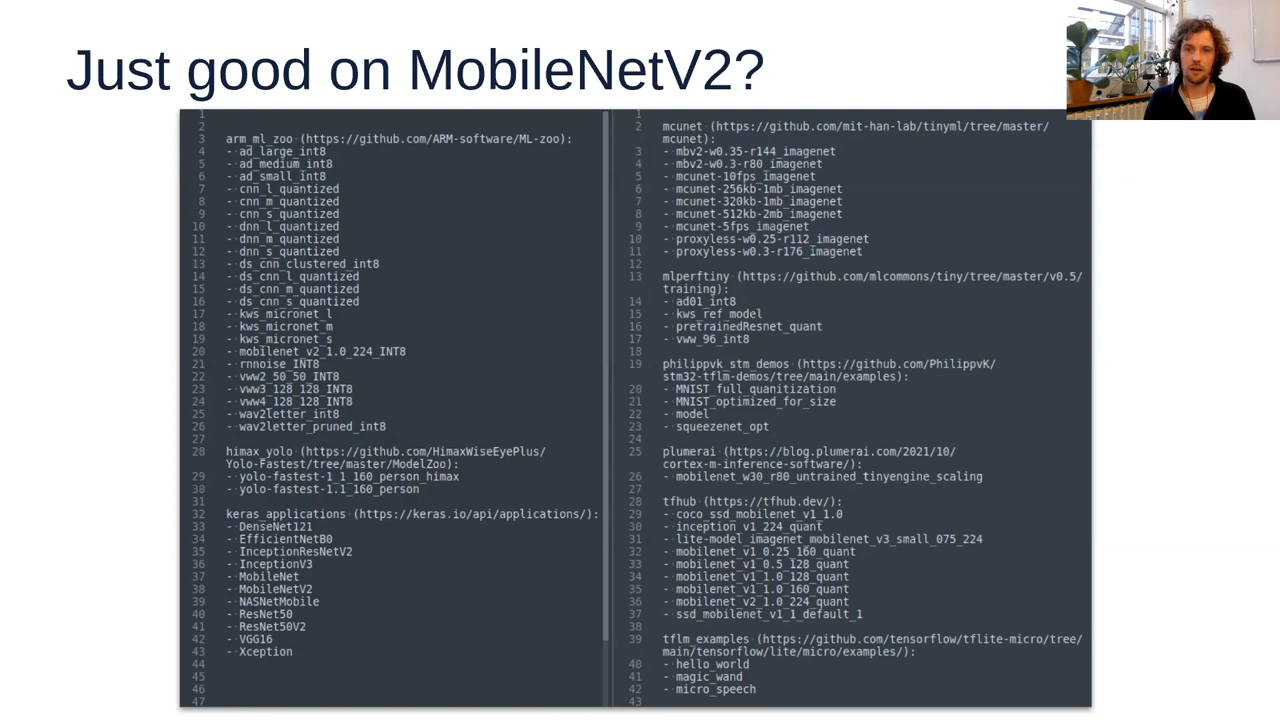 Just good on MobileNetV2?
1
2
3 arm_ml_zoo (https://github.com/ARM-software/ML-zoo):
4 - ad_large_int8
5 - ad_medium_int8
6 - ad_small_int8
7 - cnn_l_quantized
8 - cnn_m_quantized
9 - cnn_s_quantized
10 - dnn_l_quantized
11 - dnn_m_quantized
12 - dnn_s_quantized
13 - ds_cnn_clustered_int8
14 - ds_cnn_l_quantized
15 - ds_cnn_m_quantized
16 - ds_cnn_s_quantized
17 - kws_micronet_l
18 - kws_micronet_m
19 - kws_micronet_s
20 - mobilenet_v2_1.0_224_INT8
21 - rnnoise_INT8
22 - vww2_50_50_INT8
23 - vww3_128_128_INT8
24 - vww4_128_128_INT8
25 - wav2letter_int8
26 - wav2letter_pruned_int8
27
28 himax_yolo (https://github.com/HimaxWiseEyePlus/
Yolo-Fastest/tree/master/ModelZoo):
29 - yolo-fastest-1_1_160_person_himax
30 - yolo-fastest-1.1_160_person
31
32 keras_applications (https://keras.io/api/applications/):
33 - DenseNet121
34 - EfficientNetB0
35 - InceptionResNetV2
36 - InceptionV3
37 - MobileNet
38 - MobileNetV2
39 - NASNetMobile
40 - ResNet50
41 - ResNet50V2
42 - VGG16
43 - Xception
44
45
46
47
1
2 mcunet (https://github.com/mit-han-lab/tinyml/tree/master/
mcunet):
3 - mbv2-w0.35-r144_imagenet
4 - mbv2-w0.3-r80_imagenet
5 - mcunet-10fps_imagenet
6 - mcunet-256kb-1mb_imagenet
7 - mcunet-320kb-1mb_imagenet
8 - mcunet-512kb-2mb_imagenet
9 - mcunet-5fps_imagenet
10 - proxyless-w0.25-r112_imagenet
11 - proxyless-w0.3-r176_imagenet
12
13 mlperftiny (https://github.com/mlcommons/tiny/tree/master/v0.5/
training):
14 - ad01_int8
15 - kws_ref_model
16 - pretrainedResnet_quant
17 - vww_96_int8
18
19 philippvk_stm_demos (https://github.com/PhilippvK/
stm32-tflm-demos/tree/main/examples):
20 - MNIST_full_quanitization
21 - MNIST_optimized_for_size
22 - model
23 - squeezenet_opt
24
25 plumerai (https://blog.plumerai.com/2021/10/
cortex-m-inference-software/):
26 - mobilenet_w30_r80_untrained_tinyengine_scaling
27
28 tfhub (https://tfhub.dev/):
29 - coco_ssd_mobilenet_v1_1.0
30 - inception_v1_224_quant
31 - lite-model_imagenet_mobilenet_v3_small_075_224
32 - mobilenet_v1_0.25_160_quant
33 - mobilenet_v1_0.5_128_quant
34 - mobilenet_v1_1.0_128_quant
35 - mobilenet_v1_1.0_160_quant
36 - mobilenet_v2_1.0_224_quant
37 - ssd_mobilenet_v1_1_default_1
38
39 tflm_examples (https://github.com/tensorflow/tflite-micro/tree/
main/tensorflow/lite/micro/examples/):
40 - hello_world
41 - magic_wand
42 - micro_speech
43